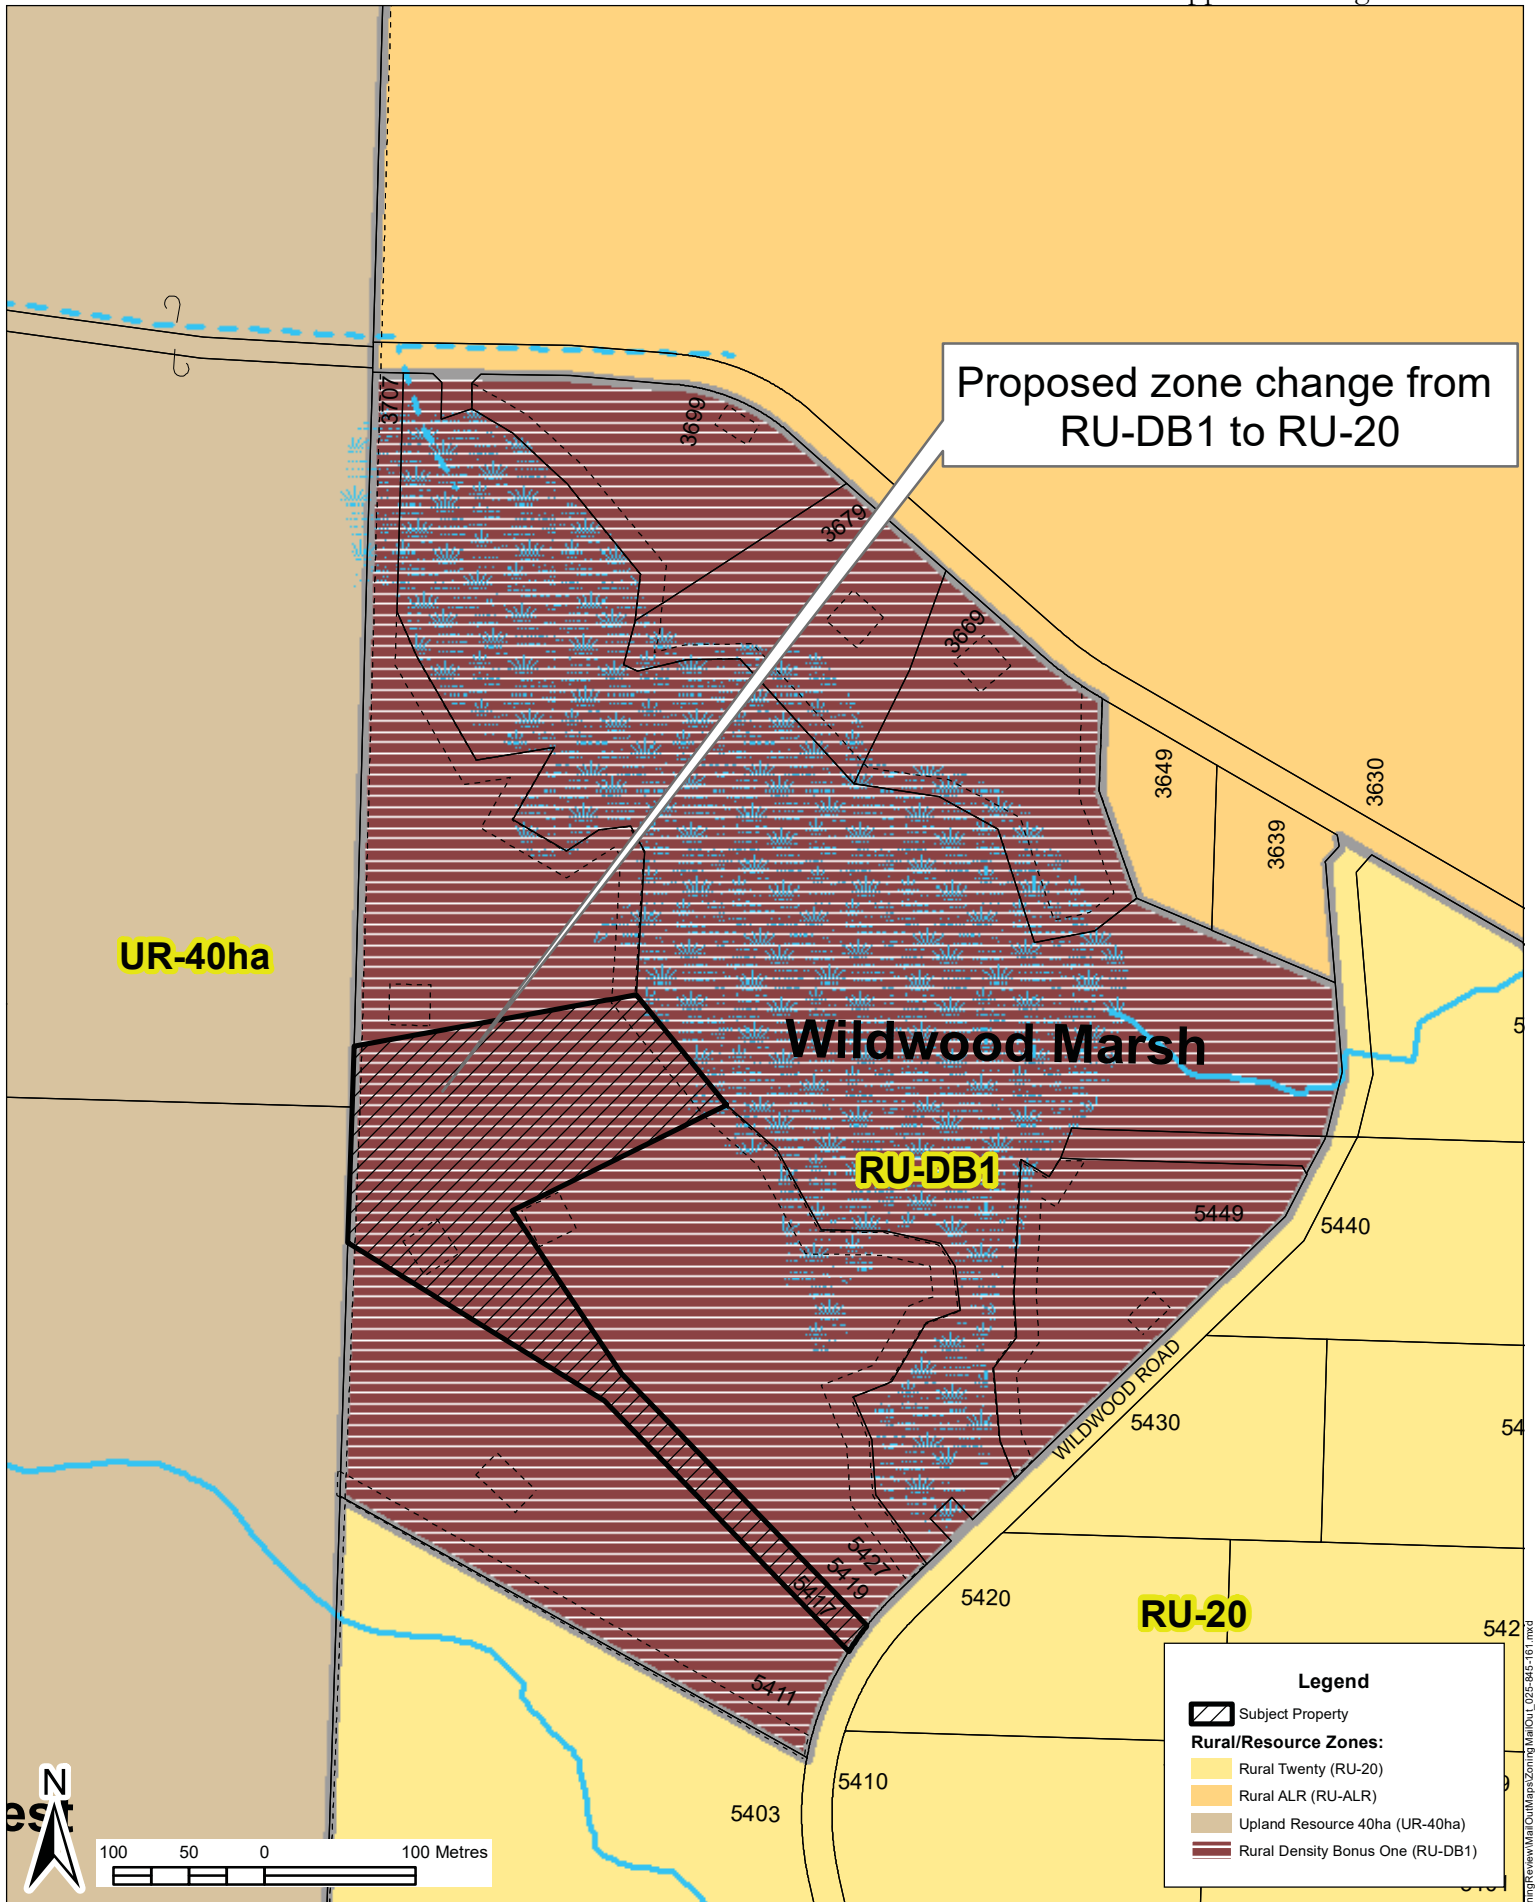 Proposed zone change from
RU-DB1 to RU-20
3707
3699
3679
3669
3649
3639
3630
UR-40ha
Wildwood Marsh
RU-DB1
5449
5440
WILDWOOD ROAD
5430
5427
5419
5417
5420
RU-20
5411
5410
5403
Legend
Subject Property
Rural/Resource Zones:
Rural Twenty (RU-20)
Rural ALR (RU-ALR)
Upland Resource 40ha (UR-40ha)
Rural Density Bonus One (RU-DB1)
N
est
100 50 0 100 Metres